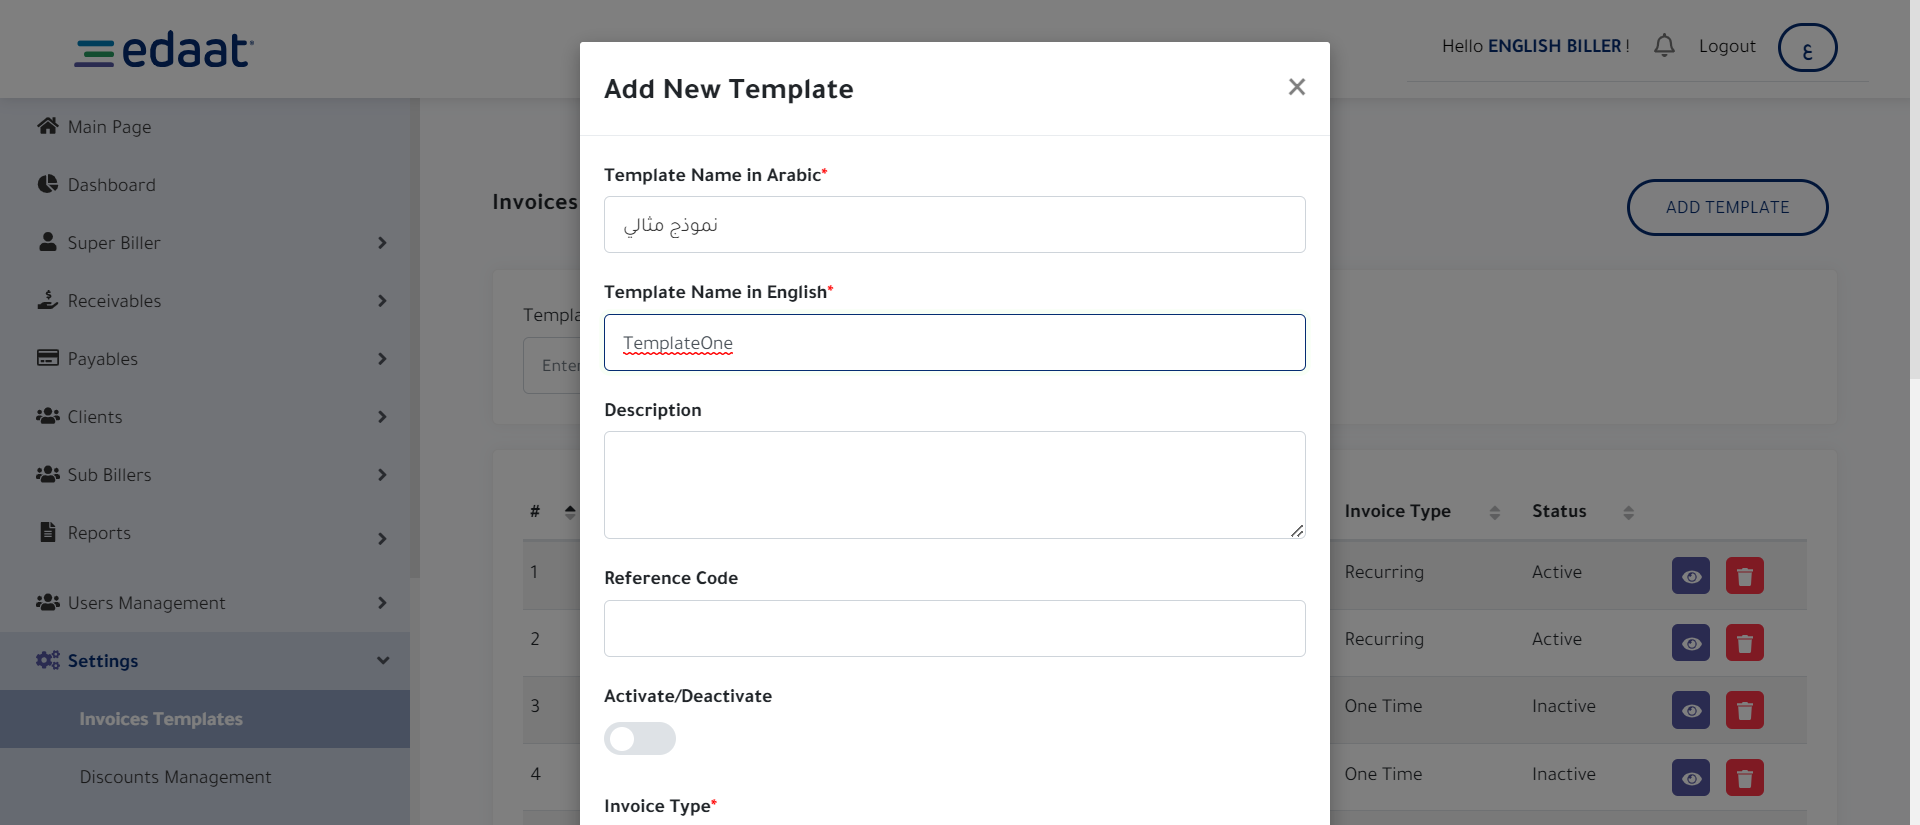 edaat
Hello ENGLISH BILLER !
Logout
ع
Main Page
Dashboard
Super Biller
Receivables
Payables
Clients
Sub Billers
Reports
Users Management
Settings
Invoices Templates
Discounts Management
Invoices
ADD TEMPLATE
Add New Template
×
Template Name in Arabic*
نموذج مثالي
Template Name in English*
TemplateOne
Description
Reference Code
Activate/Deactivate
Invoice Type*
# Invoice Type Status
1 Recurring Active
2 Recurring Active
3 One Time Inactive
4 One Time Inactive